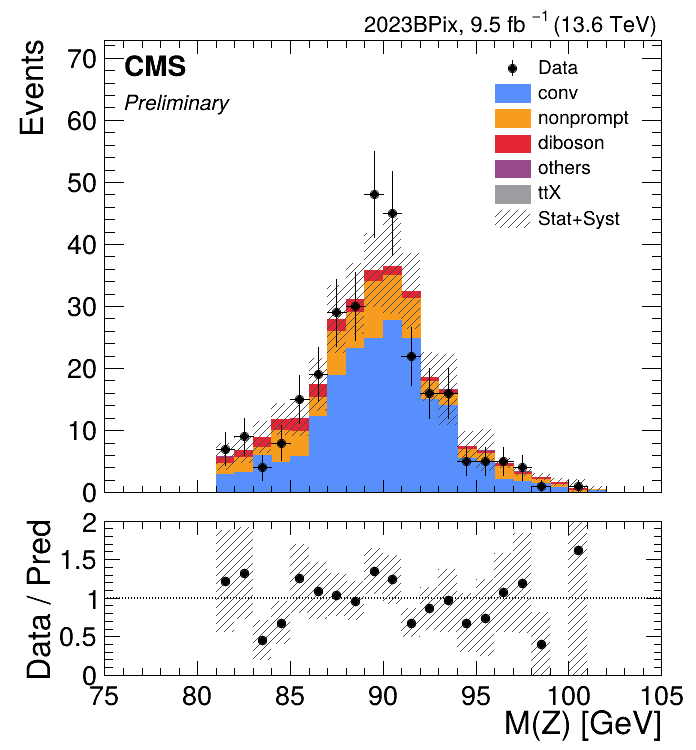 2023BPix, 9.5 fb⁻¹ (13.6 TeV)
CMS
Preliminary
Events
70
60
50
40
30
20
10
0
Data
conv
nonprompt
diboson
others
ttX
Stat+Syst
Data / Pred
2
1.5
1
0.5
0
75 80 85 90 95 100 105
M(Z) [GeV]